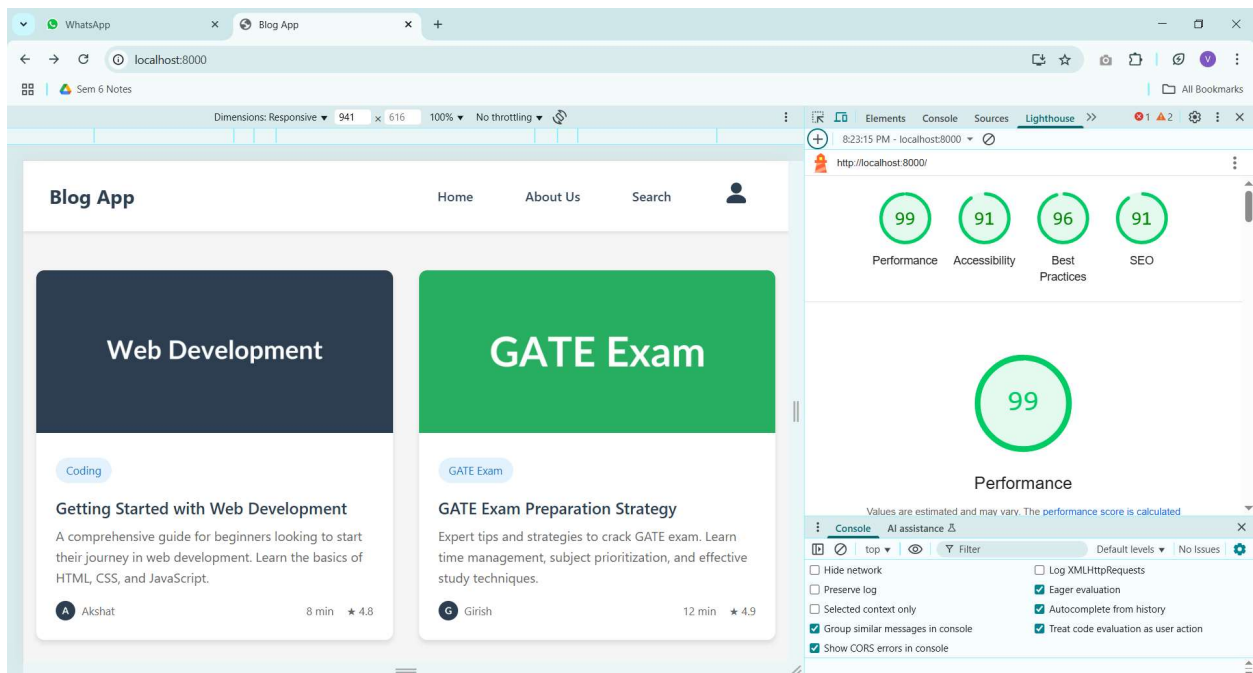 WhatsApp
Blog App
localhost:8000
V
Sem 6 Notes
All Bookmarks
Dimensions: Responsive 941 × 616 100% No throttling
Blog App
Home About Us Search
Web Development
Coding
Getting Started with Web Development
A comprehensive guide for beginners looking to start
their journey in web development. Learn the basics of
HTML, CSS, and JavaScript.
A Akshat 8 min ★ 4.8
GATE Exam
GATE Exam
GATE Exam Preparation Strategy
Expert tips and strategies to crack GATE exam. Learn
time management, subject prioritization, and effective
study techniques.
G Girish 12 min ★ 4.9
Elements Console Sources Lighthouse 1 2
8:23:15 PM - localhost:8000
http://localhost:8000/
99 91 96 91
Performance Accessibility Best Practices SEO
99
Performance
Values are estimated and may vary. The performance score is calculated
Console AI assistance
top Filter Default levels No Issues
Hide network Log XMLHttpRequests
Preserve log Eager evaluation
Selected context only Autocomplete from history
Group similar messages in console Treat code evaluation as user action
Show CORS errors in console